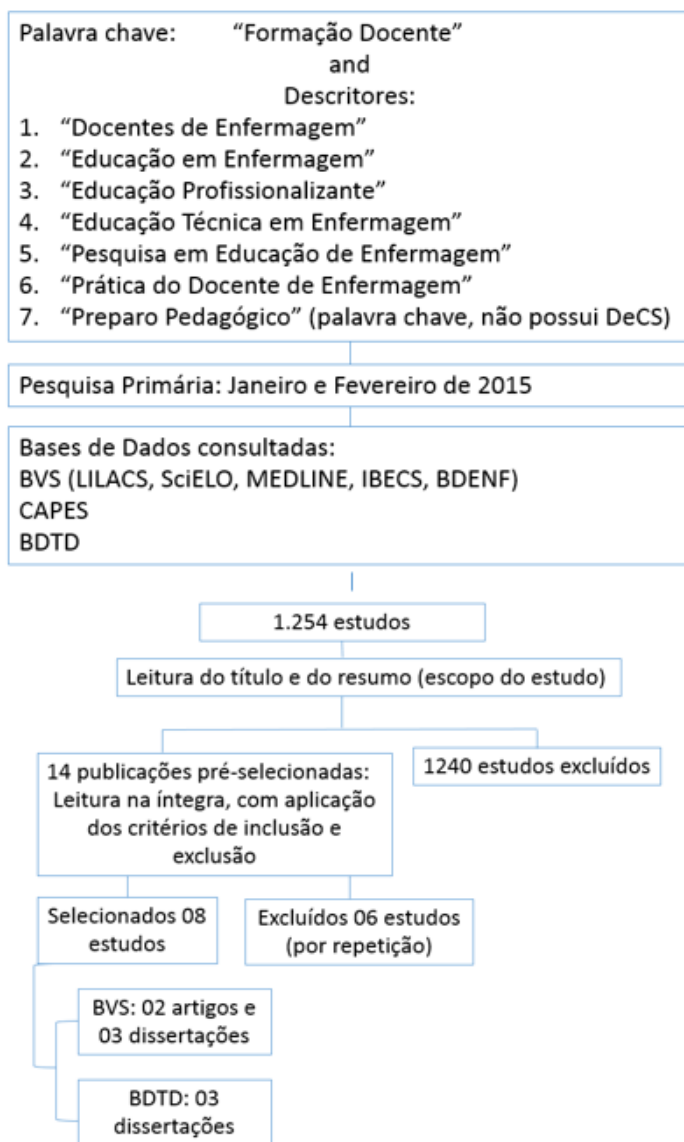 Palavra chave: “Formação Docente”
and
Descritores:
1. “Docentes de Enfermagem”
2. “Educação em Enfermagem”
3. “Educação Profissionalizante”
4. “Educação Técnica em Enfermagem”
5. “Pesquisa em Educação de Enfermagem”
6. “Prática do Docente de Enfermagem”
7. “Preparo Pedagógico” (palavra chave, não possui DeCS)
Pesquisa Primária: Janeiro e Fevereiro de 2015
Bases de Dados consultadas:
BVS (LILACS, SciELO, MEDLINE, IBECS, BDENF)
CAPES
BDTD
1.254 estudos
Leitura do título e do resumo (escopo do estudo)
14 publicações pré-selecionadas:
Leitura na íntegra, com aplicação
dos critérios de inclusão e
exclusão
1240 estudos excluídos
Selecionados 08
estudos
Excluídos 06 estudos
(por repetição)
BVS: 02 artigos e
03 dissertações
BDTD: 03
dissertações